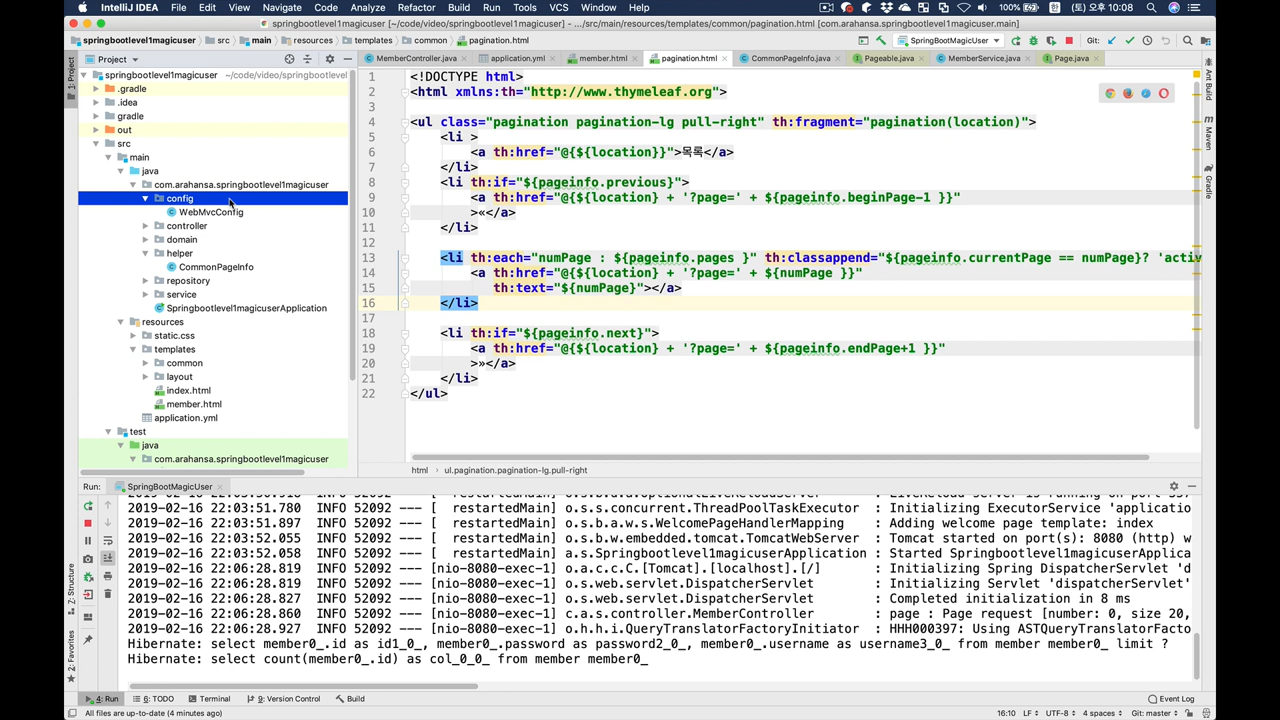 IntelliJ IDEA File Edit View Navigate Code Analyze Refactor Build Run Tools VCS Window Help 100% 한 (토) 10:08
springbootlevel1magicuser [~/code/video/springbootlevel1magicuser] - .../src/main/resources/templates/common/pagination.html [com.arahansa.springbootlevel1magicuser.main]
springbootlevel1magicuser src main resources templates common pagination.html SpringBootMagicUser Git:
Project MemberController.java application.yml member.html pagination.html CommonPageInfo.java Pageable.java MemberService.java Page.java
1: Project
Ant Build
Maven
Gradle
springbootlevel1magicuser ~/code/video/springbootlevel
.gradle
.idea
gradle
out
src
main
java
com.arahansa.springbootlevel1magicuser
config
WebMvcConfig
controller
domain
helper
CommonPageInfo
repository
service
Springbootlevel1magicuserApplication
resources
static.css
templates
common
layout
index.html
member.html
application.yml
test
java
com.arahansa.springbootlevel1magicuser
1 <!DOCTYPE html>
2 <html xmlns:th="http://www.thymeleaf.org">
3
4 <ul class="pagination pagination-lg pull-right" th:fragment="pagination(location)">
5 <li >
6 <a th:href="@{${location}}">목록</a>
7 </li>
8 <li th:if="${pageinfo.previous}">
9 <a th:href="@{${location} + '?page=' + ${pageinfo.beginPage-1 }}"
10 >«</a>
11 </li>
12
13 <li th:each="numPage : ${pageinfo.pages }" th:classappend="${pageinfo.currentPage == numPage}? 'activ
14 <a th:href="@{${location} + '?page=' + ${numPage }}"
15 th:text="${numPage}"></a>
16 </li>
17
18 <li th:if="${pageinfo.next}">
19 <a th:href="@{${location} + '?page=' + ${pageinfo.endPage+1 }}"
20 >»</a>
21 </li>
22 </ul>
html ul.pagination.pagination-lg.pull-right
Run: SpringBootMagicUser
2019-02-16 22:03:51.780 INFO 52092 --- [ restartedMain] o.s.s.concurrent.ThreadPoolTaskExecutor : Initializing ExecutorService 'applicatio
2019-02-16 22:03:51.897 INFO 52092 --- [ restartedMain] o.s.b.a.w.s.WelcomePageHandlerMapping : Adding welcome page template: index
2019-02-16 22:03:52.055 INFO 52092 --- [ restartedMain] o.s.b.w.embedded.tomcat.TomcatWebServer : Tomcat started on port(s): 8080 (http) w
2019-02-16 22:03:52.058 INFO 52092 --- [ restartedMain] a.s.Springbootlevel1magicuserApplication : Started Springbootlevel1magicuserApplica
2019-02-16 22:06:28.819 INFO 52092 --- [nio-8080-exec-1] o.a.c.c.C.[Tomcat].[localhost].[/] : Initializing Spring DispatcherServlet 'd
2019-02-16 22:06:28.819 INFO 52092 --- [nio-8080-exec-1] o.s.web.servlet.DispatcherServlet : Initializing Servlet 'dispatcherServlet'
2019-02-16 22:06:28.827 INFO 52092 --- [nio-8080-exec-1] o.s.web.servlet.DispatcherServlet : Completed initialization in 8 ms
2019-02-16 22:06:28.860 INFO 52092 --- [nio-8080-exec-1] c.a.s.controller.MemberController : page : Page request [number: 0, size 20,
2019-02-16 22:06:28.927 INFO 52092 --- [nio-8080-exec-1] o.h.h.i.QueryTranslatorFactoryInitiator : HHH000397: Using ASTQueryTranslatorFacto
Hibernate: select member0_.id as id1_0_, member0_.password as password2_0_, member0_.username as username3_0_ from member member0_ limit ?
Hibernate: select count(member0_.id) as col_0_0_ from member member0_
7: Structure
2: Favorites
4: Run 6: TODO Terminal 9: Version Control Build Event Log
All files are up-to-date (4 minutes ago) 16:10 LF UTF-8 4 spaces Git: master